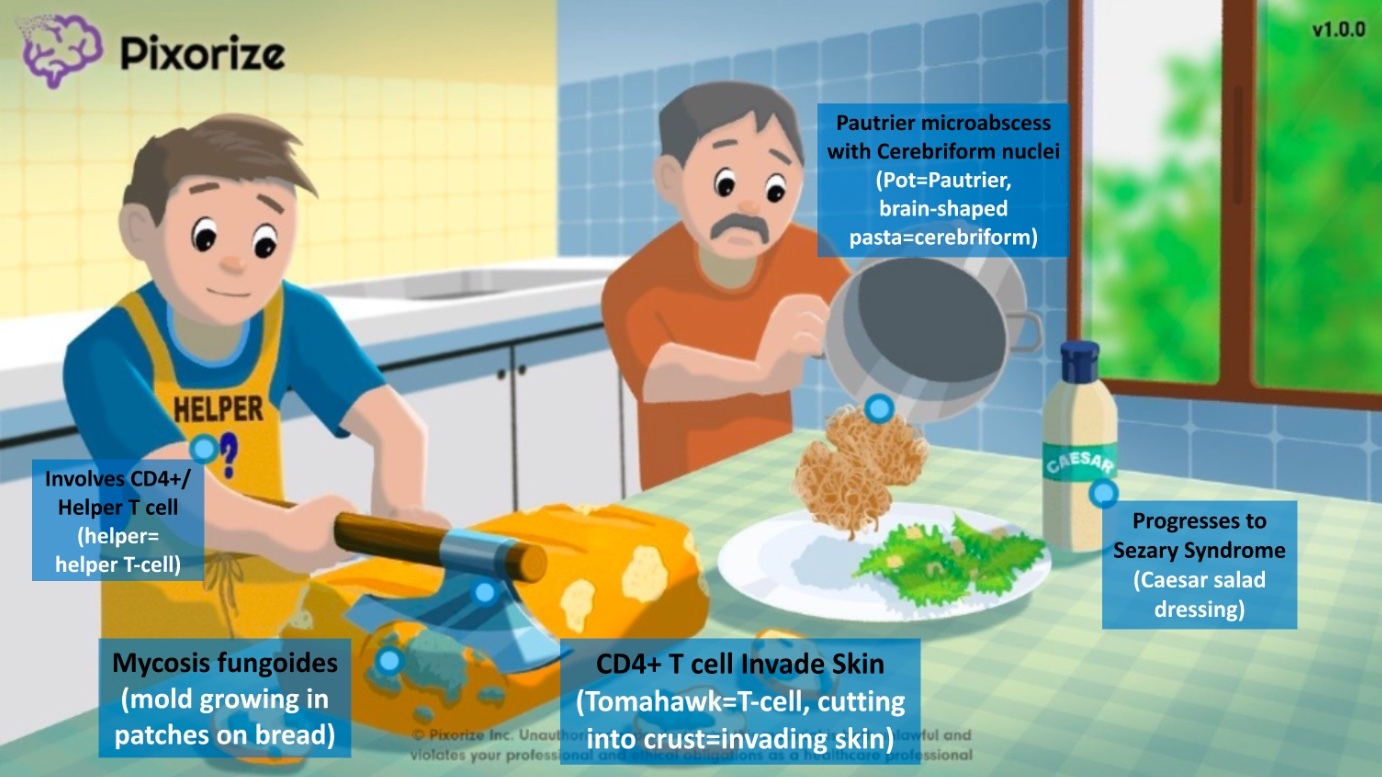 Pixorize
v1.0.0
Pautrier microabscess
with Cerebriform nuclei
(Pot=Pautrier,
brain-shaped
pasta=cerebriform)
HELPER
?
CAESAR
Involves CD4+/
Helper T cell
(helper=
helper T-cell)
Progresses to
Sezary Syndrome
(Caesar salad
dressing)
Mycosis fungoides
(mold growing in
patches on bread)
CD4+ T cell Invade Skin
(Tomahawk=T-cell, cutting
into crust=invading skin)
© Pixorize Inc. and
violates your professional and ethical obligations as a healthcare professional